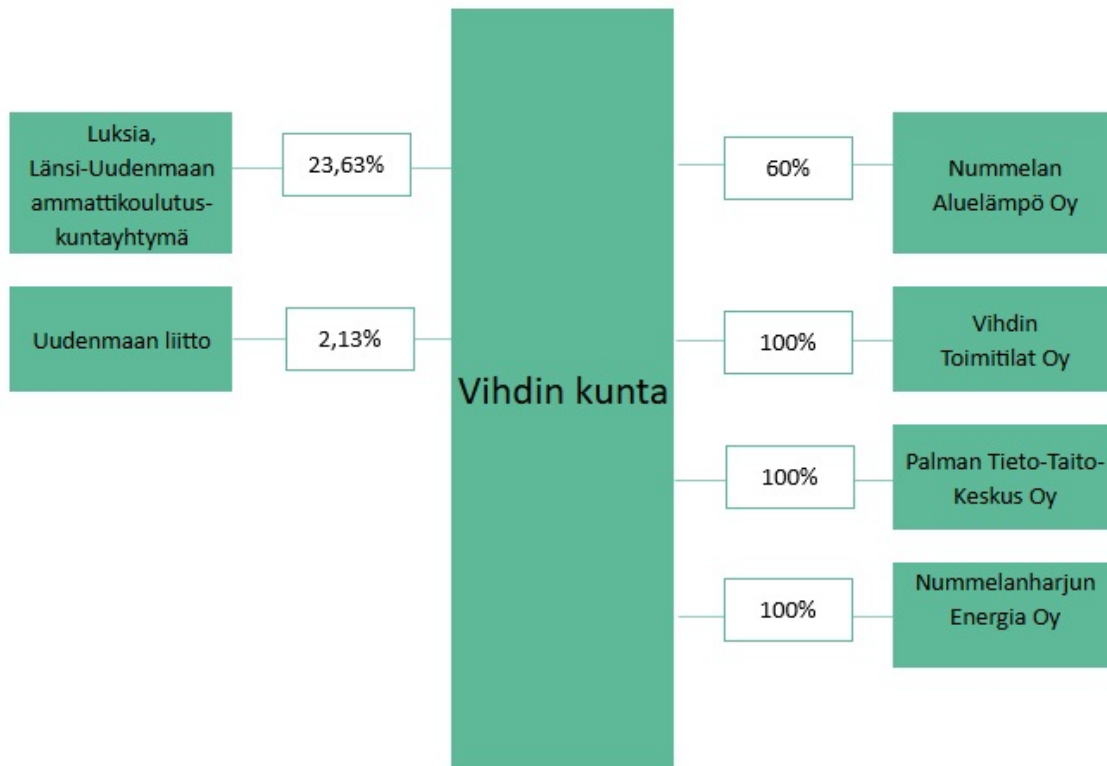 Luksia,
Länsi-Uudenmaan
ammattikoulutus-
kuntayhtymä
23,63%
Uudenmaan liitto
2,13%
Vihdin kunta
60%
Nummelan
Aluelämpö Oy
100%
Vihdin
Toimitilat Oy
100%
Palman Tieto-Taito-
Keskus Oy
100%
Nummelanharjun
Energia Oy